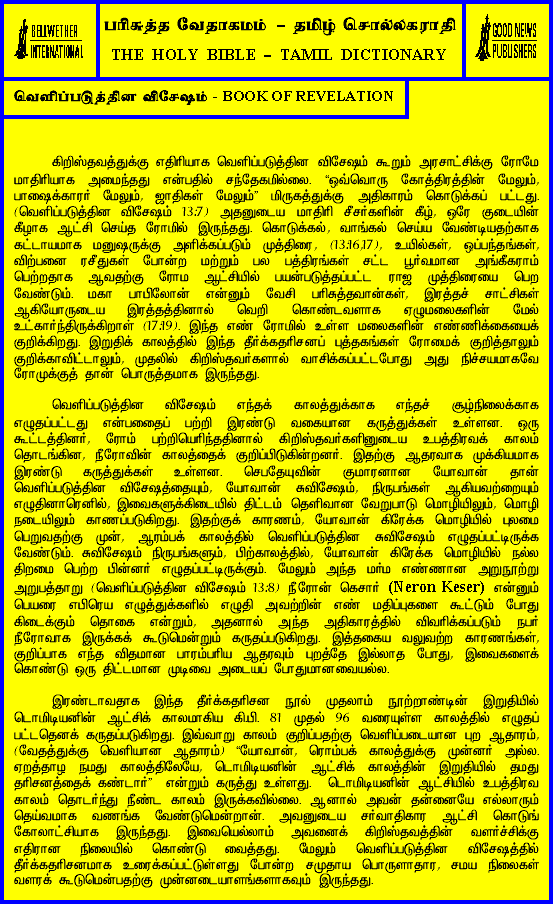 BELLWETHER
INTERNATIONAL
பரிசுத்த வேதாகமம் – தமிழ் சொல்லகராதி
THE HOLY BIBLE – TAMIL DICTIONARY
GOOD NEWS
PUBLISHERS
வெளிப்படுத்தின விசேஷம் - BOOK OF REVELATION
கிறிஸ்தவத்துக்கு எதிரியாக வெளிப்படுத்தின விசேஷம் கூறும் அரசாட்சிக்கு ரோமே
மாதிரியாக அமைந்தது என்பதில் சந்தேகமில்லை. “ஒவ்வொரு கோத்திரத்தின் மேலும்,
பாஷைக்காரர் மேலும், ஜாதிகள் மேலும்” மிருகத்துக்கு அதிகாரம் கொடுக்கப் பட்டது.
(வெளிப்படுத்தின விசேஷம் 13:7) அதனுடைய மாதிரி சீசர்களின் கீழ், ஒரே குடையின்
கீழாக ஆட்சி செய்த ரோமில் இருந்தது. கொடுக்கல், வாங்கல் செய்ய வேண்டியதற்காக
கட்டாயமாக மனுஷருக்கு அளிக்கப்படும் முத்திரை, (13:16,17), உயில்கள், ஒப்பந்தங்கள்,
விற்பனை ரசீதுகள் போன்ற மற்றும் பல பத்திரங்கள் சட்ட பூர்வமான அங்கீகராம்
பெற்றதாக ஆவதற்கு ரோம ஆட்சியில் பயன்படுத்தப்பட்ட ராஜ முத்திரையை பெற
வேண்டும். மகா பாபிலோன் என்னும் வேசி பரிசுத்தவான்கள், இரத்தச் சாட்சிகள்
ஆகியோருடைய இரத்தத்தினால் வெறி கொண்டவளாக ஏழுமலைகளின் மேல்
உட்கார்ந்திருக்கிறாள் (17:19). இந்த எண் ரோமில் உள்ள மலைகளின் எண்ணிக்கையைக்
குறிக்கிறது. இறுதிக் காலத்தில் இந்த தீர்க்கதரிசனப் புத்தகங்கள் ரோமைக் குறித்தாலும்
குறிக்காவிட்டாலும், முதலில் கிறிஸ்தவர்களால் வாசிக்கப்பட்டபோது அது நிச்சயமாகவே
ரோமுக்குத் தான் பொருத்தமாக இருந்தது.
வெளிப்படுத்தின விசேஷம் எந்தக் காலத்துக்காக எந்தச் சூழ்நிலைக்காக
எழுதப்பட்டது என்பதைப் பற்றி இரண்டு வகையான கருத்துக்கள் உள்ளன. ஒரு
கூட்டத்தினர், ரோம் பற்றியெரிந்ததினால் கிறிஸ்தவர்களினுடைய உபத்திரவக் காலம்
தொடங்கின, நீரோவின் காலத்தைக் குறிப்பிடுகின்றனர். இதற்கு ஆதரவாக முக்கியமாக
இரண்டு கருத்துக்கள் உள்ளன. செபதேயுவின் குமாரனான யோவான் தான்
வெளிப்படுத்தின விசேஷத்தையும், யோவான் சுவிசேஷம், நிருபங்கள் ஆகியவற்றையும்
எழுதினாரெனில், இவைகளுக்கிடையில் திட்டம் தெளிவான வேறுபாடு மொழியிலும், மொழி
நடையிலும் காணப்படுகிறது. இதற்குக் காரணம், யோவான் கிரேக்க மொழியில் புலமை
பெறுவதற்கு முன், ஆரம்பக் காலத்தில் வெளிப்படுத்தின சுவிசேஷம் எழுதப்பட்டிருக்க
வேண்டும். சுவிசேஷம் நிருபங்களும், பிற்காலத்தில், யோவான் கிரேக்க மொழியில் நல்ல
திறமை பெற்ற பின்னர் எழுதப்பட்டிருக்கும். மேலும் அந்த மர்ம எண்ணான அறுநூற்று
அறுபத்தாறு (வெளிப்படுத்தின விசேஷம் 13:8) நீரோன் கெசார் (Neron Keser) என்னும்
பெயரை எபிரெய எழுத்துக்களில் எழுதி அவற்றின் எண் மதிப்புகளை கூட்டும் போது
கிடைக்கும் தொகை என்றும், அதனால் அந்த அதிகாரத்தில் விவரிக்கப்படும் நபர்
நீரோவாக இருக்கக் கூடுமென்றும் கருதப்படுகிறது. இத்தகைய வலுவற்ற காரணங்கள்,
குறிப்பாக எந்த விதமான பாரம்பரிய ஆதரவும் புறத்தே இல்லாத போது, இவைகளைக்
கொண்டு ஒரு திட்டமான முடிவை அடையப் போதுமானவையல்ல.
இரண்டாவதாக இந்த தீர்க்கதரிசன நூல் முதலாம் நூற்றாண்டின் இறுதியில்
டொமிடியனின் ஆட்சிக் காலமாகிய கி.பி. 81 முதல் 96 வரையுள்ள காலத்தில் எழுதப்
பட்டதெனக் கருதப்படுகிறது. இவ்வாறு காலம் குறிப்பதற்கு வெளிப்படையான புற ஆதாரம்,
(வேதத்துக்கு வெளியான ஆதாரம்) “யோவான், ரொம்பக் காலத்துக்கு முன்னர் அல்ல.
ஏறத்தாழ நமது காலத்திலேயே, டொமிடியனின் ஆட்சிக் காலத்தின் இறுதியில் தமது
தரிசனத்தைக் கண்டார்” என்றும் கருத்து உள்ளது. டொமிடியனின் ஆட்சியில் உபத்திரவ
காலம் தொடர்ந்து நீண்ட காலம் இருக்கவில்லை. ஆனால் அவன் தன்னையே எல்லாரும்
தெய்வமாக வணங்க வேண்டுமென்றான். அவனுடைய சர்வாதிகார ஆட்சி கொடுங்
கோலாட்சியாக இருந்தது. இவையெல்லாம் அவனைக் கிறிஸ்தவத்தின் வளர்ச்சிக்கு
எதிரான நிலையில் கொண்டு வைத்தது. மேலும் வெளிப்படுத்தின விசேஷத்தில்
தீர்க்கதரிசனமாக உரைக்கப்பட்டுள்ளது போன்ற சமுதாய பொருளாதார, சமய நிலைகள்
வளரக் கூடுமென்பதற்கு முன்னடையாளங்களாகவும் இருந்தது.